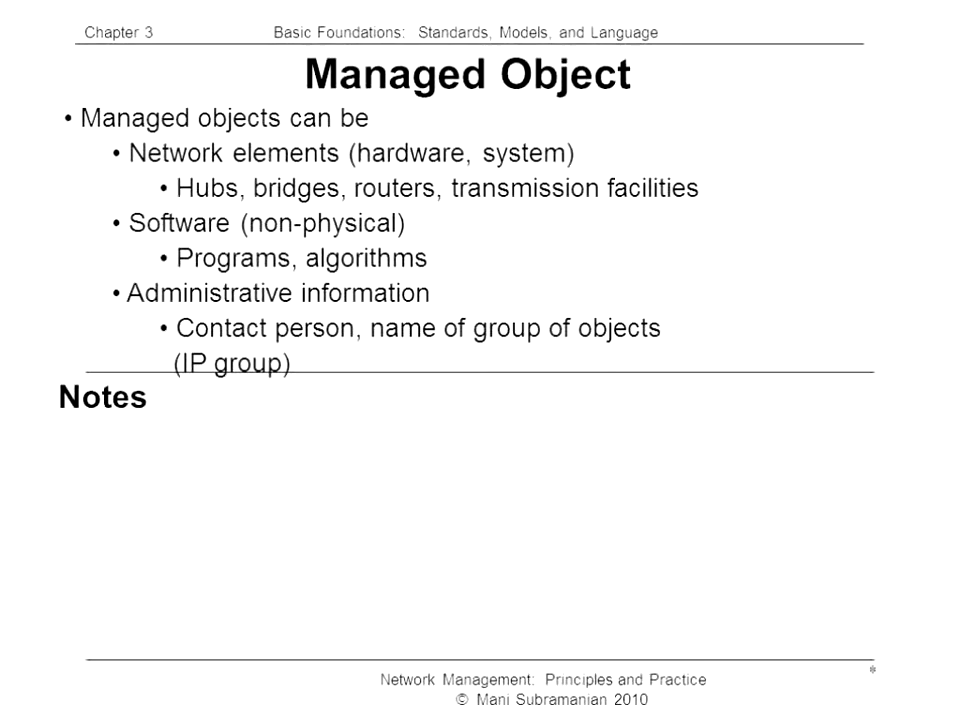 Chapter 3 Basic Foundations: Standards, Models, and Language
Managed Object
• Managed objects can be
• Network elements (hardware, system)
• Hubs, bridges, routers, transmission facilities
• Software (non-physical)
• Programs, algorithms
• Administrative information
• Contact person, name of group of objects
(IP group)
Notes
*
Network Management: Principles and Practice
© Mani Subramanian 2010